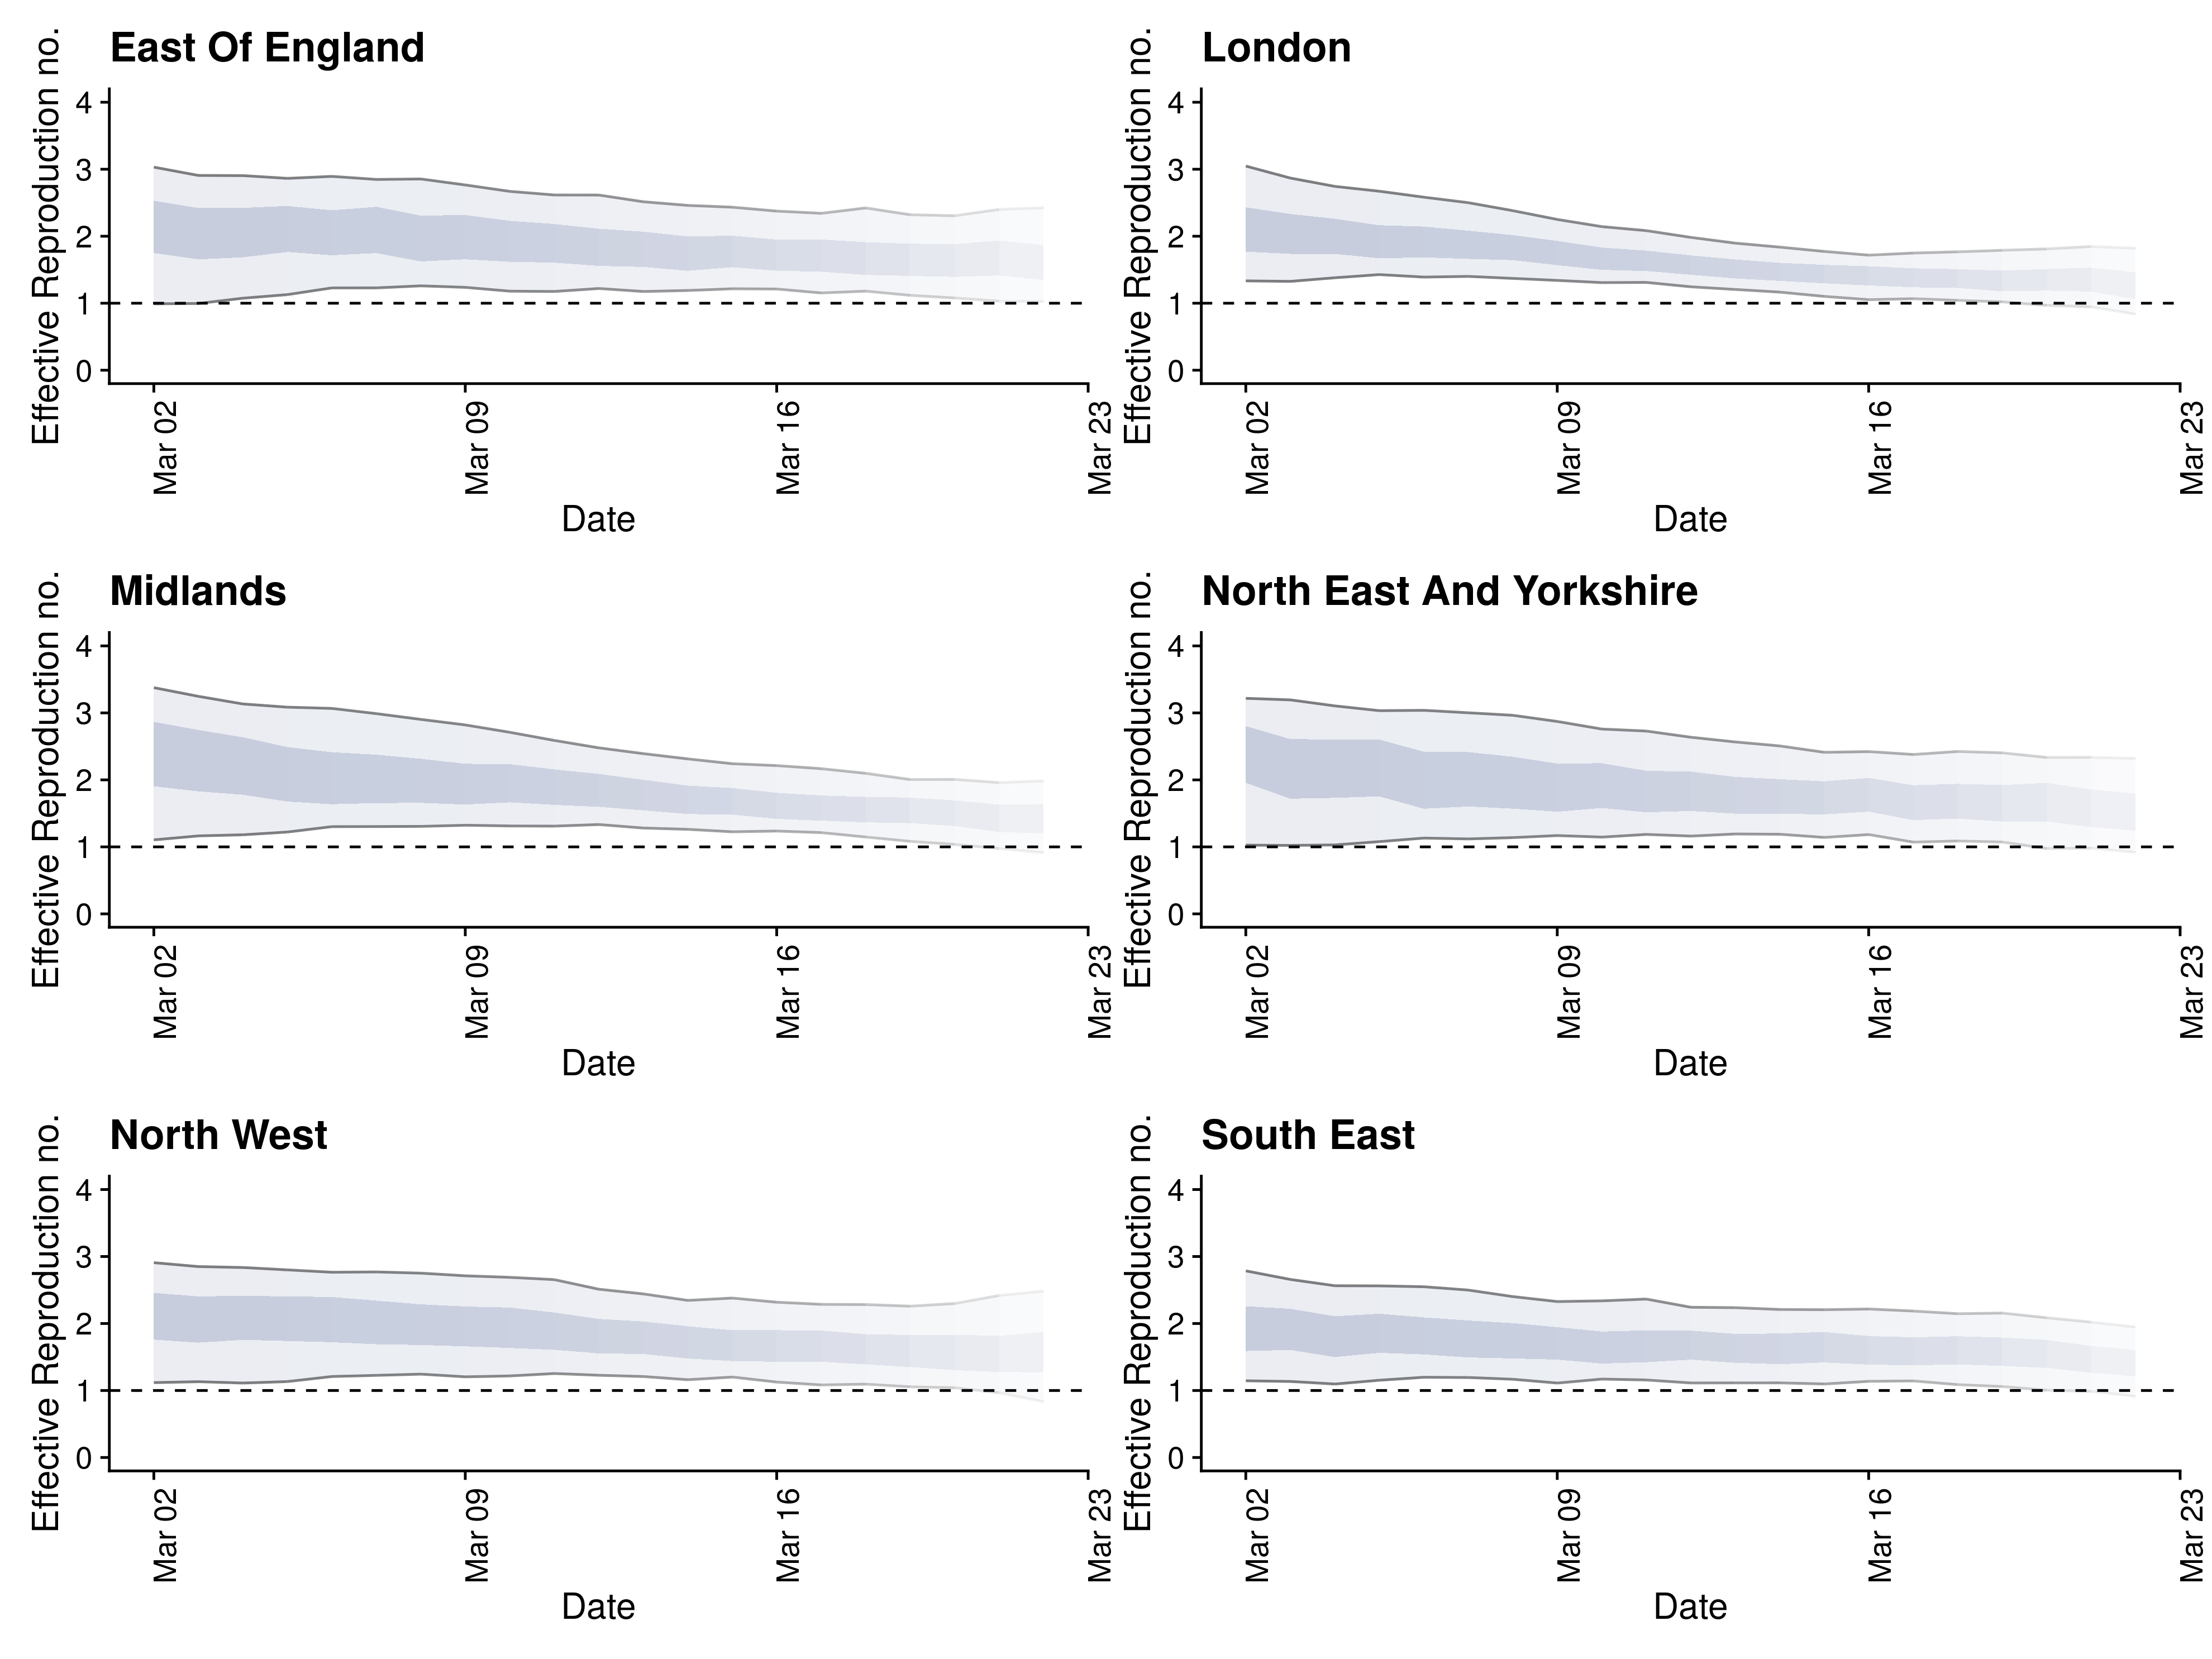 East Of England
Effective Reproduction no.
4
3
2
1
0
Mar 02
Mar 09
Mar 16
Mar 23
Date
London
Effective Reproduction no.
4
3
2
1
0
Mar 02
Mar 09
Mar 16
Mar 23
Date
Midlands
Effective Reproduction no.
4
3
2
1
0
Mar 02
Mar 09
Mar 16
Mar 23
Date
North East And Yorkshire
Effective Reproduction no.
4
3
2
1
0
Mar 02
Mar 09
Mar 16
Mar 23
Date
North West
Effective Reproduction no.
4
3
2
1
0
Mar 02
Mar 09
Mar 16
Mar 23
Date
South East
Effective Reproduction no.
4
3
2
1
0
Mar 02
Mar 09
Mar 16
Mar 23
Date